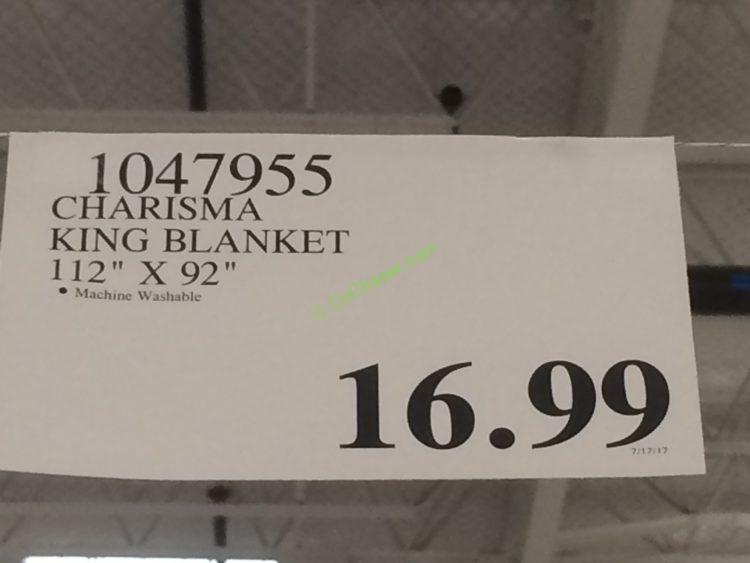 1047955
CHARISMA
KING BLANKET
112" X 92"
• Machine Washable
16.99
7/17/17